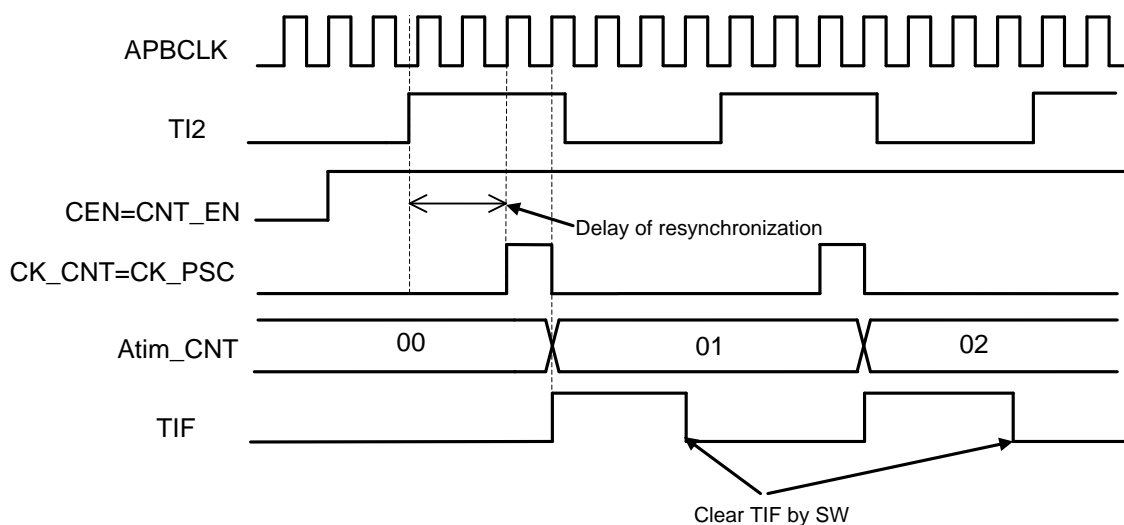 APBCLK
TI2
CEN=CNT_EN
Delay of resynchronization
CK_CNT=CK_PSC
Atim_CNT
00
01
02
TIF
Clear TIF by SW